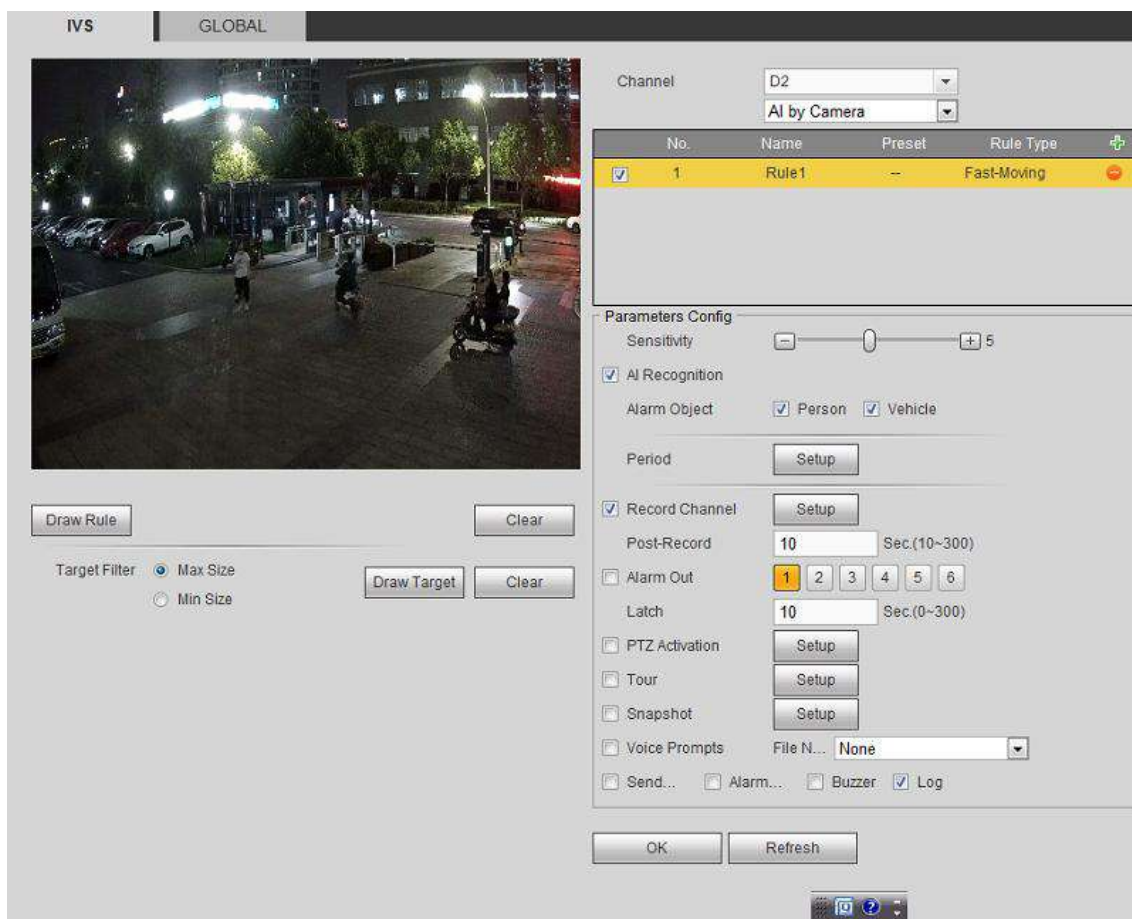 IVS GLOBAL
Channel D2
AI by Camera
No. Name Preset Rule Type
1 Rule1 -- Fast-Moving
Parameters Config
Sensitivity 5
AI Recognition
Alarm Object Person Vehicle
Period Setup
Draw Rule Clear
Record Channel Setup
Post-Record 10 Sec.(10~300)
Target Filter Max Size
Min Size
Draw Target Clear
Alarm Out 1 2 3 4 5 6
Latch 10 Sec.(0~300)
PTZ Activation Setup
Tour Setup
Snapshot Setup
Voice Prompts File N... None
Send... Alarm... Buzzer Log
OK Refresh